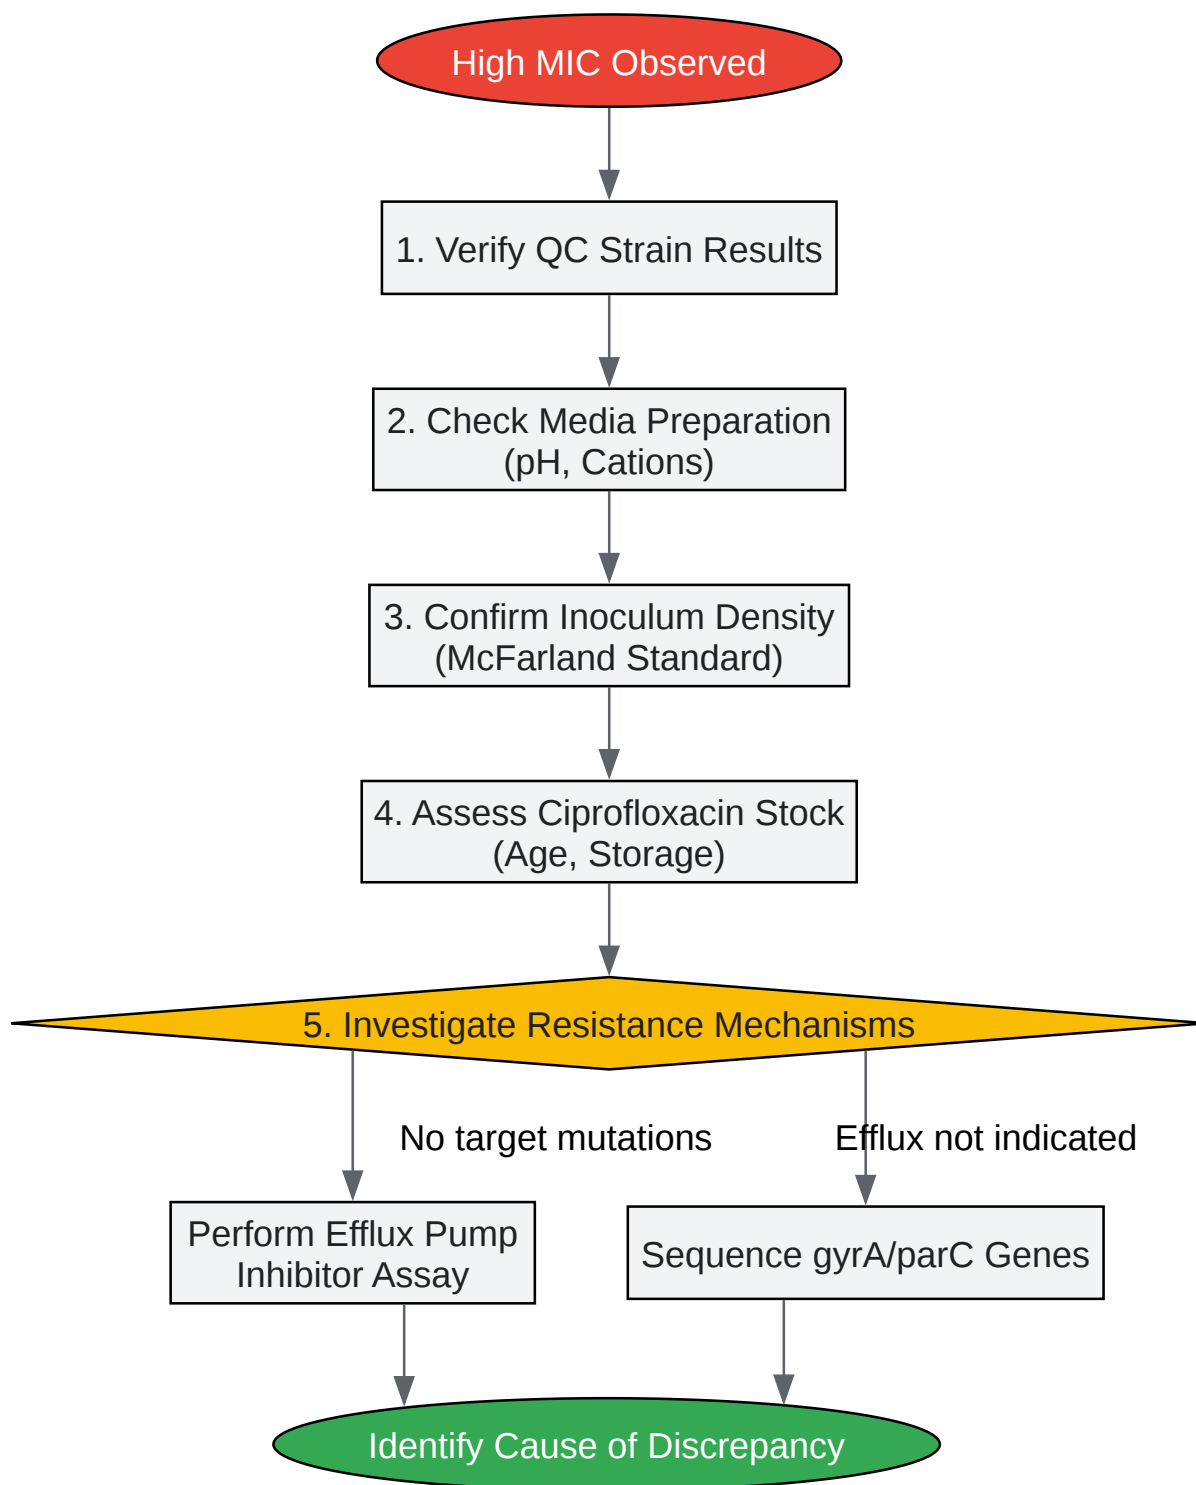 High MIC Observed
1. Verify QC Strain Results
2. Check Media Preparation
(pH, Cations)
3. Confirm Inoculum Density
(McFarland Standard)
4. Assess Ciprofloxacin Stock
(Age, Storage)
5. Investigate Resistance Mechanisms
No target mutations
Efflux not indicated
Perform Efflux Pump
Inhibitor Assay
Sequence gyrA/parC Genes
Identify Cause of Discrepancy